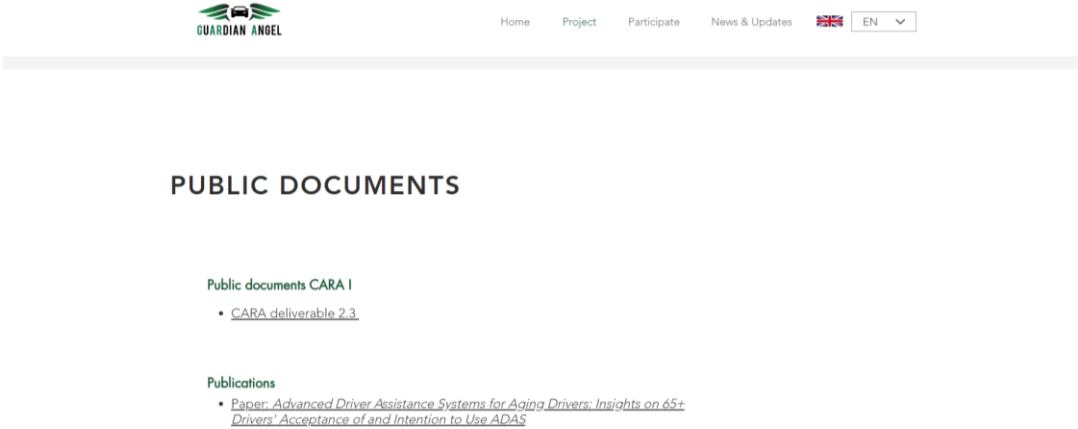 GUARDIAN ANGEL
Home Project Participate News & Updates EN
PUBLIC DOCUMENTS
Public documents CARA I
• CARA deliverable 2.3
Publications
• Paper: Advanced Driver Assistance Systems for Aging Drivers: Insights on 65+
Drivers' Acceptance of and Intention to Use ADAS